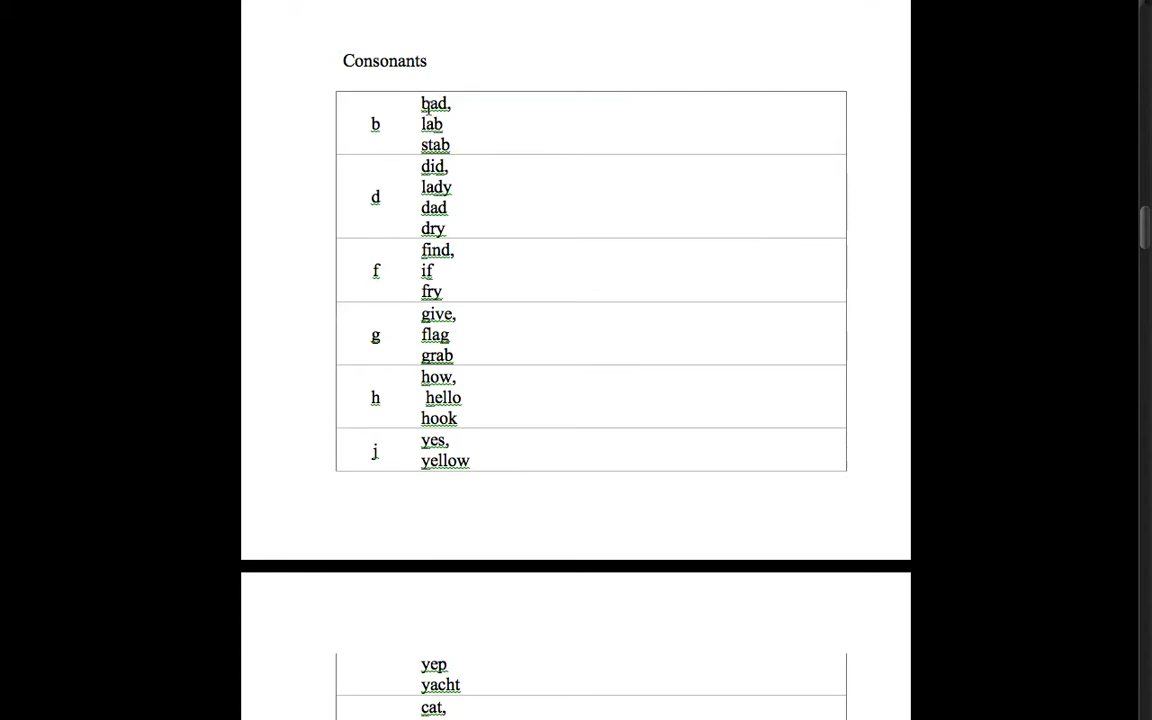 Consonants
b
bad,
lab
stab
d
did,
lady
dad
dry
f
find,
if
fry
g
give,
flag
grab
h
how,
hello
hook
j
yes,
yellow
yep
yacht
cat,